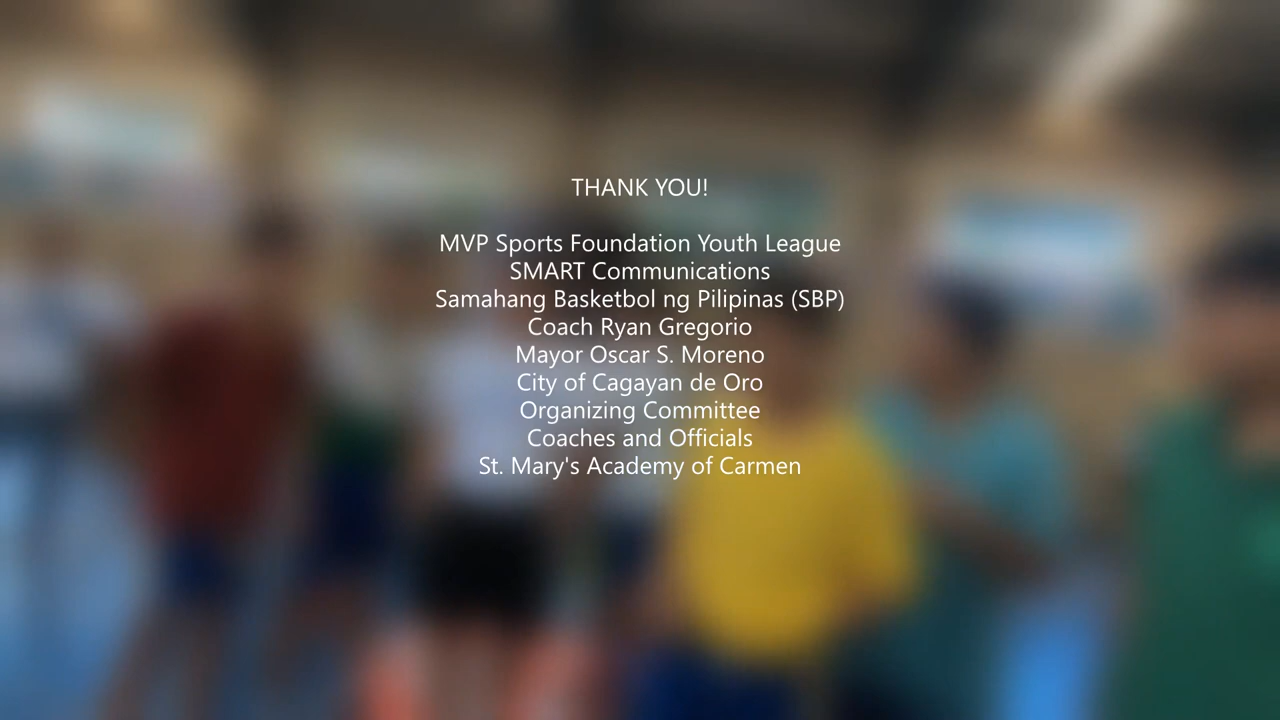 THANK YOU!
MVP Sports Foundation Youth League
SMART Communications
Samahang Basketbol ng Pilipinas (SBP)
Coach Ryan Gregorio
Mayor Oscar S. Moreno
City of Cagayan de Oro
Organizing Committee
Coaches and Officials
St. Mary's Academy of Carmen